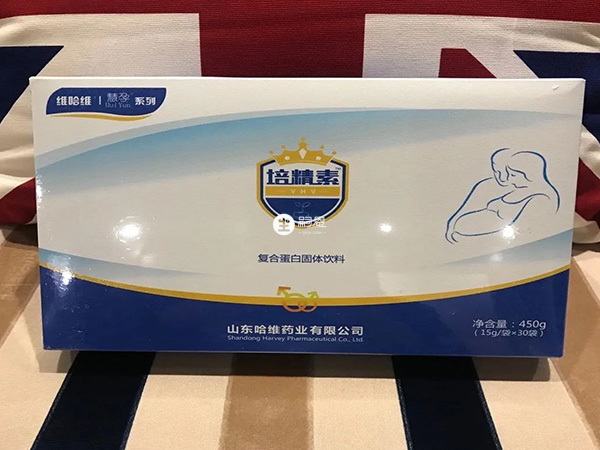 维哈维 | 慧孕 Hui Yun 系列
培精素
VHV
复合蛋白固体饮料
山东哈维药业有限公司
Shandong Harvey Pharmaceutical Co., Ltd.
净含量：450g
（15g/袋×30袋）